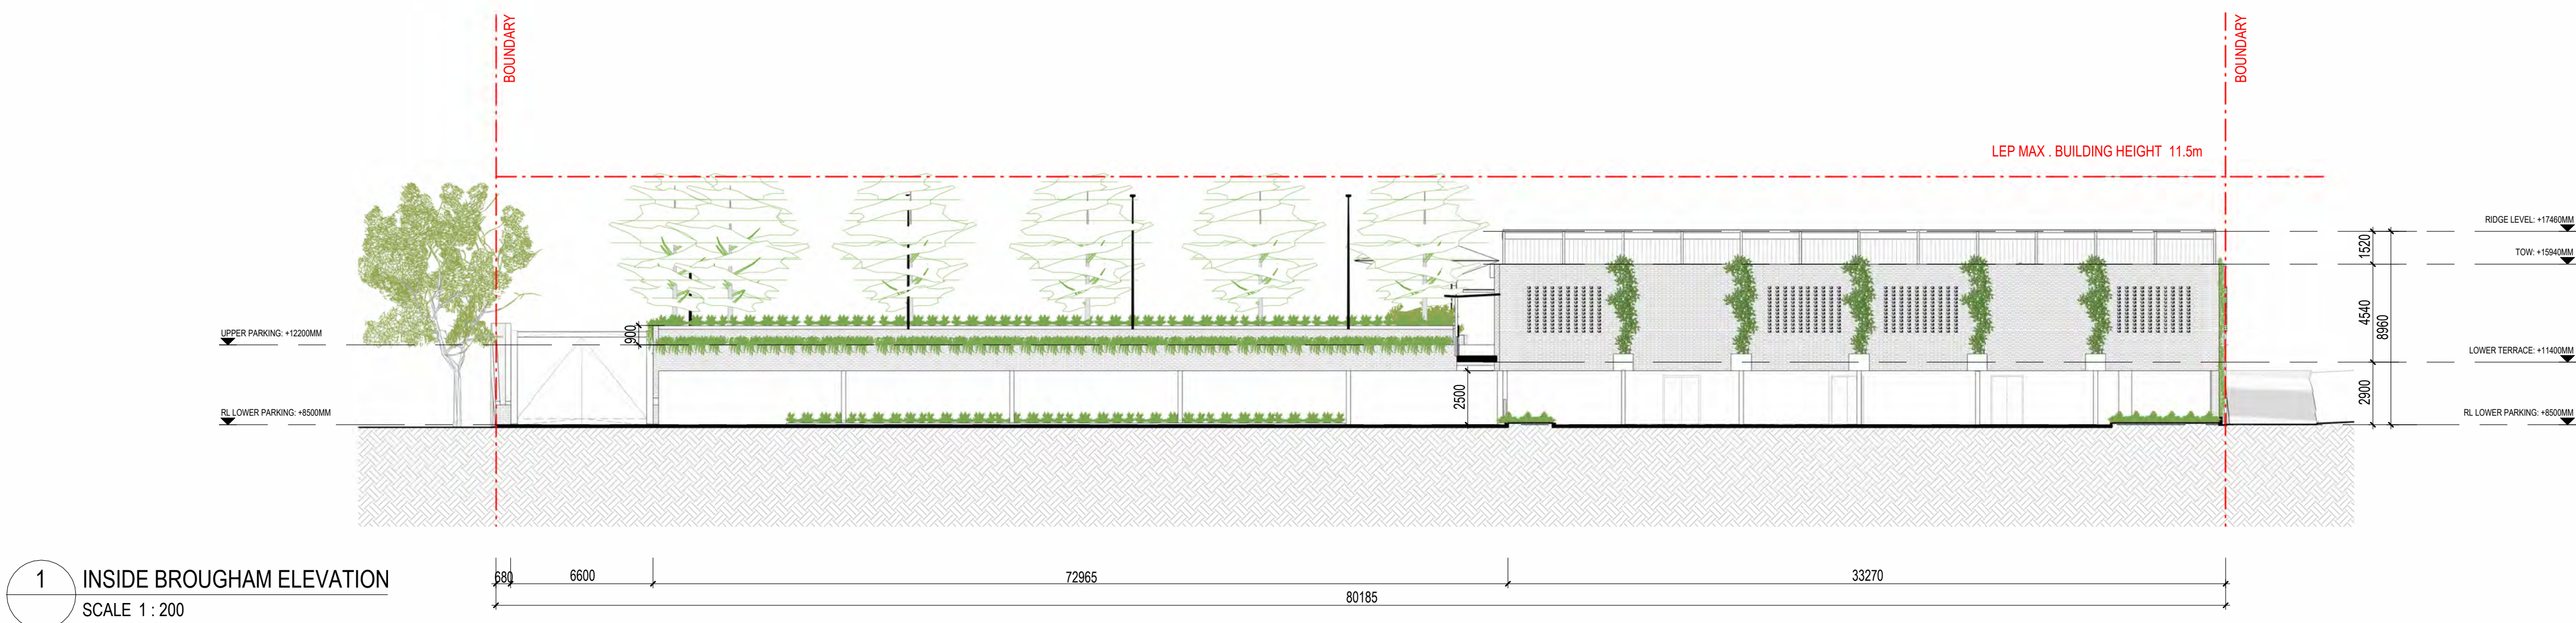 BOUNDARY
BOUNDARY
LEP MAX . BUILDING HEIGHT  11.5m
RIDGE LEVEL: +17460MM
1520
TOW: +15940MM
4540
8960
UPPER PARKING: +12200MM
900
LOWER TERRACE: +11400MM
2500
2900
RL LOWER PARKING: +8500MM
RL LOWER PARKING: +8500MM
680
6600
72965
33270
80185
1
INSIDE BROUGHAM ELEVATION
SCALE  1 : 200